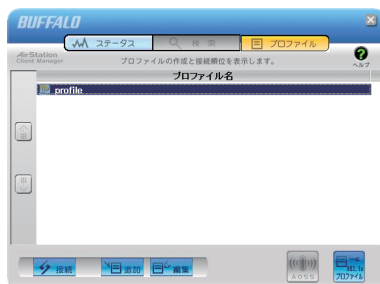 BUFFALO
ステータス
検索
プロファイル
AirStation
Client Manager
プロファイルの作成と接続順位を表示します。
ヘルプ
プロファイル名
profile
接続
追加
編集
AOSS
802.1x
プロファイル